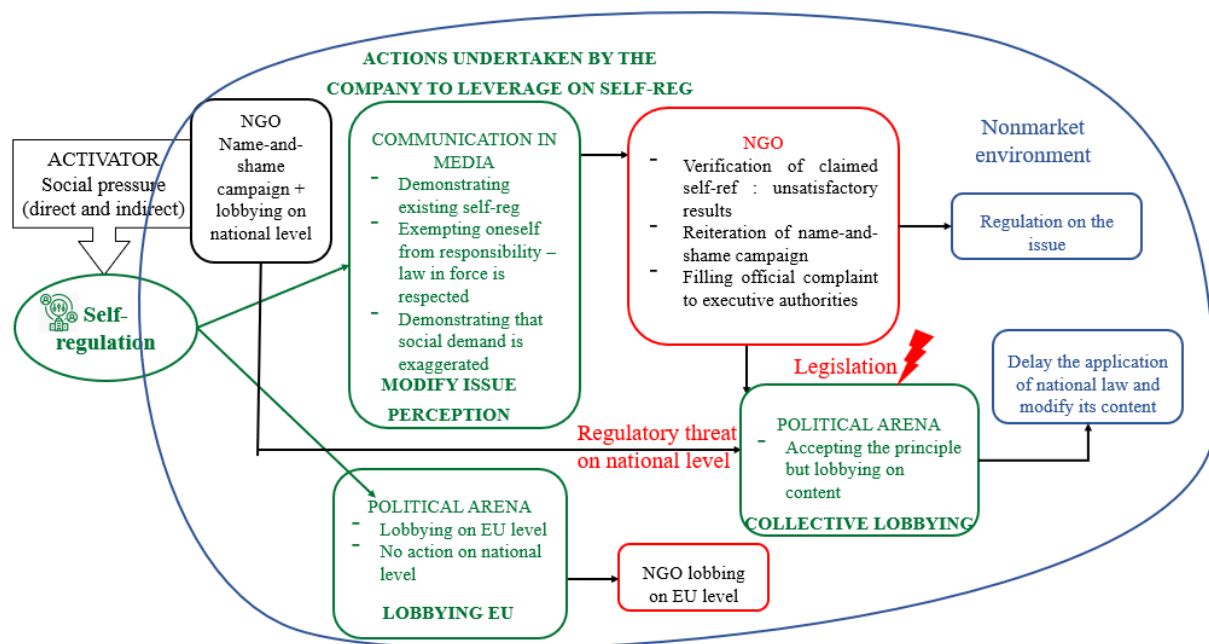 ACTIONS UNDERTAKEN BY THE
COMPANY TO LEVERAGE ON SELF-REG
ACTIVATOR
Social pressure
(direct and indirect)
Self-
regulation
NGO
Name-and-
shame
campaign +
lobbying on
national level
COMMUNICATION IN
MEDIA
- Demonstrating
existing self-reg
- Exempting oneself
from responsibility –
law in force is
respected
- Demonstrating that
social demand is
exaggerated
MODIFY ISSUE
PERCEPTION
NGO
- Verification of claimed
self-ref : unsatisfactory
results
- Reiteration of name-and-
shame campaign
- Filling official complaint
to executive authorities
Nonmarket
environment
Regulation on the
issue
Legislation
Delay the application
of national law and
modify its content
Regulatory threat
on national level
POLITICAL ARENA
- Accepting the principle
but lobbying on
content
COLLECTIVE LOBBYING
POLITICAL ARENA
- Lobbying on EU level
- No action on national
level
LOBBYING EU
NGO lobbing
on EU level